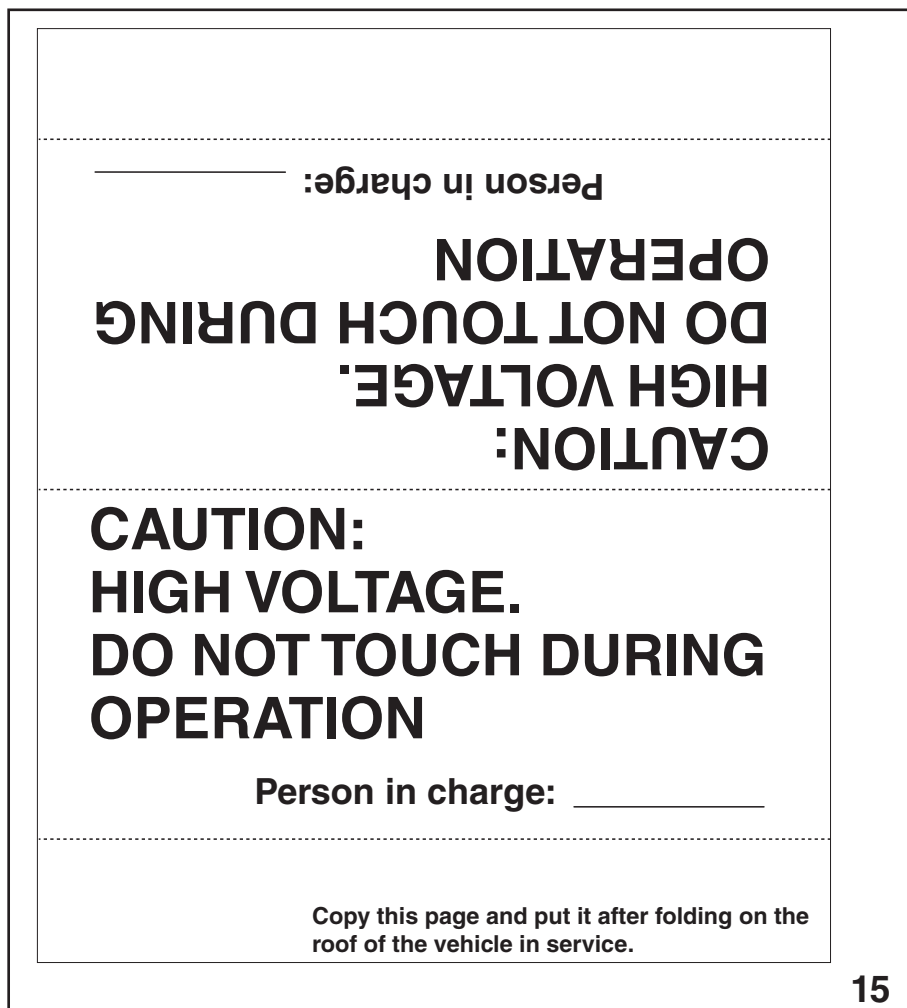 Person in charge:
CAUTION:
HIGH VOLTAGE.
DO NOT TOUCH DURING
OPERATION
CAUTION:
HIGH VOLTAGE.
DO NOT TOUCH DURING
OPERATION
Person in charge:
Copy this page and put it after folding on the
roof of the vehicle in service.
15